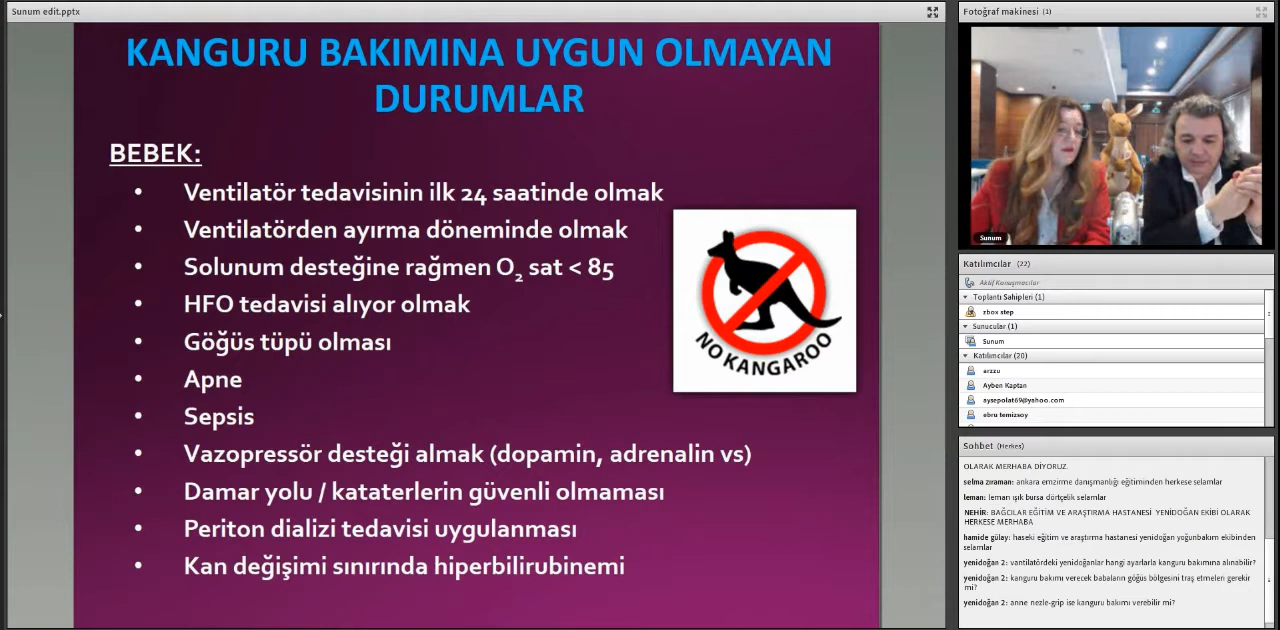 Sunum edit.pptx
KANGURU BAKIMINA UYGUN OLMAYAN
DURUMLAR
BEBEK:
• Ventilatör tedavisinin ilk 24 saatinde olmak
• Ventilatörden ayırma döneminde olmak
• Solunum desteğine rağmen O2 sat < 85
• HFO tedavisi alıyor olmak
• Göğüs tüpü olması
• Apne
• Sepsis
• Vazopressör desteği almak (dopamin, adrenalin vs)
• Damar yolu / kataterlerin güvenli olmaması
• Periton dializi tedavisi uygulanması
• Kan değişimi sınırında hiperbilirubinemi
NO KANGAROO
Fotoğraf makinesi (1)
Sunum
Katılımcılar (22)
Aktif Konuşmacılar
Toplantı Sahipleri (1)
zbox step
Sunucular (1)
Sunum
Katılımcılar (20)
arzzu
Ayben Kaptan
aysepolat69@yahoo.com
ebru temizsoy
Sohbet (Herkes)
OLARAK MERHABA DİYORUZ.
selma zıraman: ankara emzirme danışmanlığı eğitiminden herkese selamlar
leman: leman ışık bursa dörtçelik selamlar
NEHİR: BAĞCILAR EĞİTİM VE ARAŞTIRMA HASTANESİ YENİDOĞAN EKİBİ OLARAK
HERKESE MERHABA
hamide gülay: haseki eğitim ve araştırma hastanesi yenidoğan yoğunbakım ekibinden
selamlar
yenidoğan 2: vantilatördeki yenidoğanlar hangi ayarlarla kanguru bakımına alınabilir?
yenidoğan 2: kanguru bakımı verecek babaların göğüs bölgesini traş etmeleri gerekir
mi?
yenidoğan 2: anne nezle-grip ise kanguru bakımı verebilir mi?